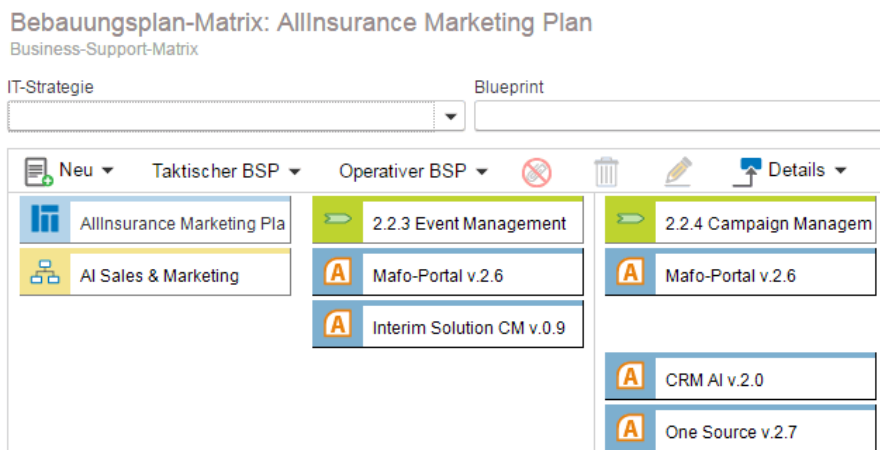 Bebauungsplan-Matrix: AllInsurance Marketing Plan
Business-Support-Matrix
IT-Strategie Blueprint
Neu Taktischer BSP Operativer BSP Details
AllInsurance Marketing Pla 2.2.3 Event Management 2.2.4 Campaign Managem
AI Sales & Marketing A Mafo-Portal v.2.6 A Mafo-Portal v.2.6
A Interim Solution CM v.0.9
A CRM AI v.2.0
A One Source v.2.7